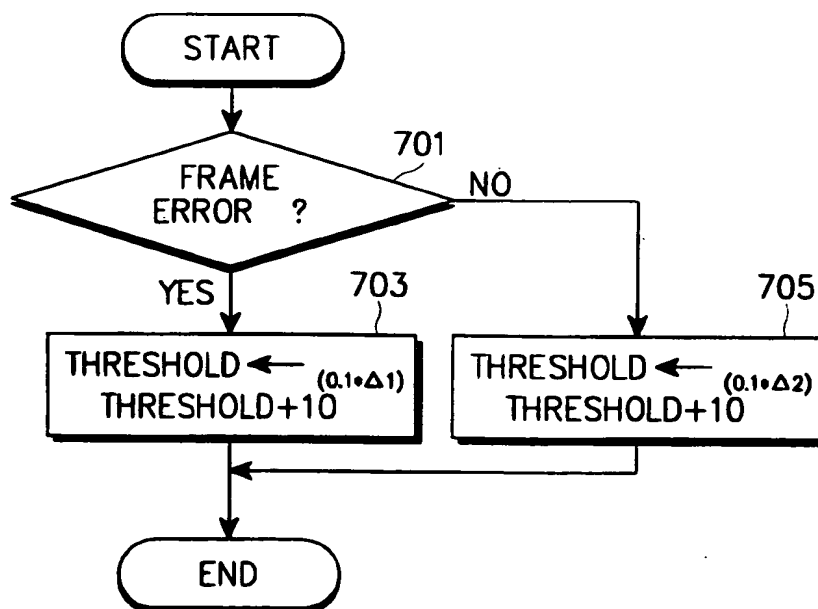 START
701
FRAME
ERROR ?
NO
YES
703
THRESHOLD ←
THRESHOLD+10^(0.1*Δ1)
705
THRESHOLD ←
THRESHOLD+10^(0.1*Δ2)
END